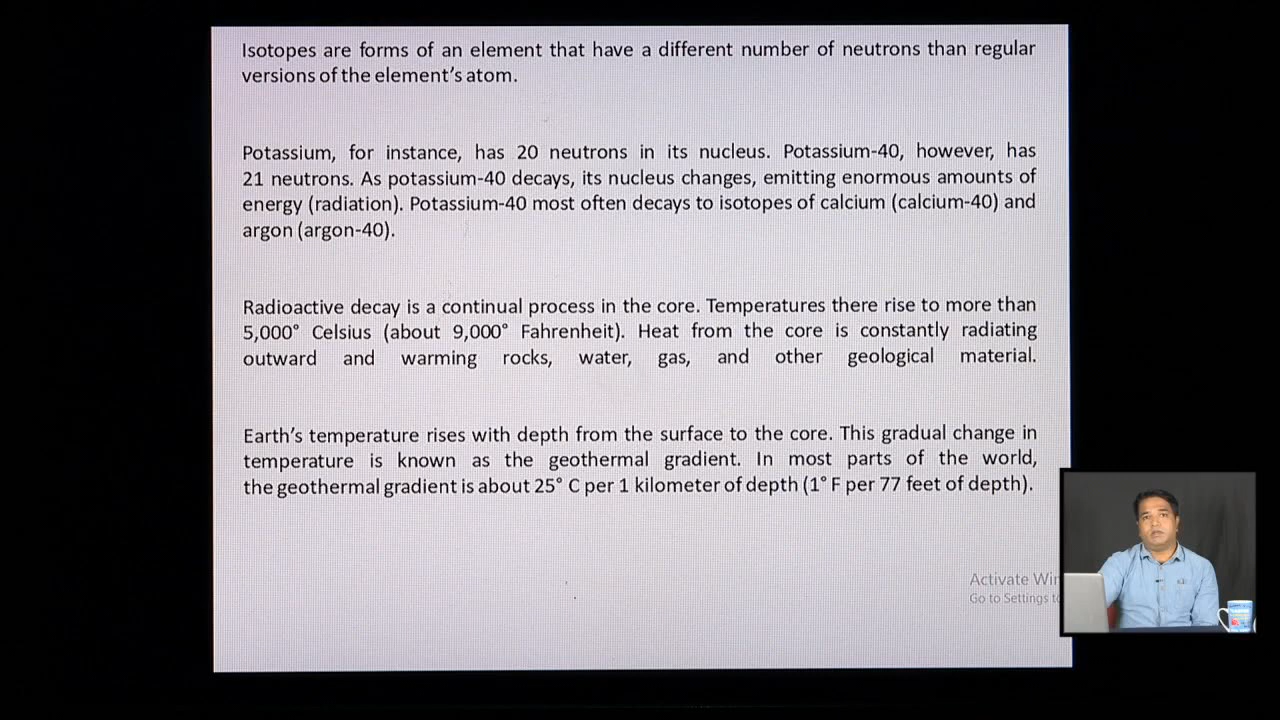 Isotopes are forms of an element that have a different number of neutrons than regular
versions of the element's atom.
Potassium, for instance, has 20 neutrons in its nucleus. Potassium-40, however, has
21 neutrons. As potassium-40 decays, its nucleus changes, emitting enormous amounts of
energy (radiation). Potassium-40 most often decays to isotopes of calcium (calcium-40) and
argon (argon-40).
Radioactive decay is a continual process in the core. Temperatures there rise to more than
5,000° Celsius (about 9,000° Fahrenheit). Heat from the core is constantly radiating
outward and warming rocks, water, gas, and other geological material.
Earth's temperature rises with depth from the surface to the core. This gradual change in
temperature is known as the geothermal gradient. In most parts of the world,
the geothermal gradient is about 25° C per 1 kilometer of depth (1° F per 77 feet of depth).
Activate Win
Go to Settings to